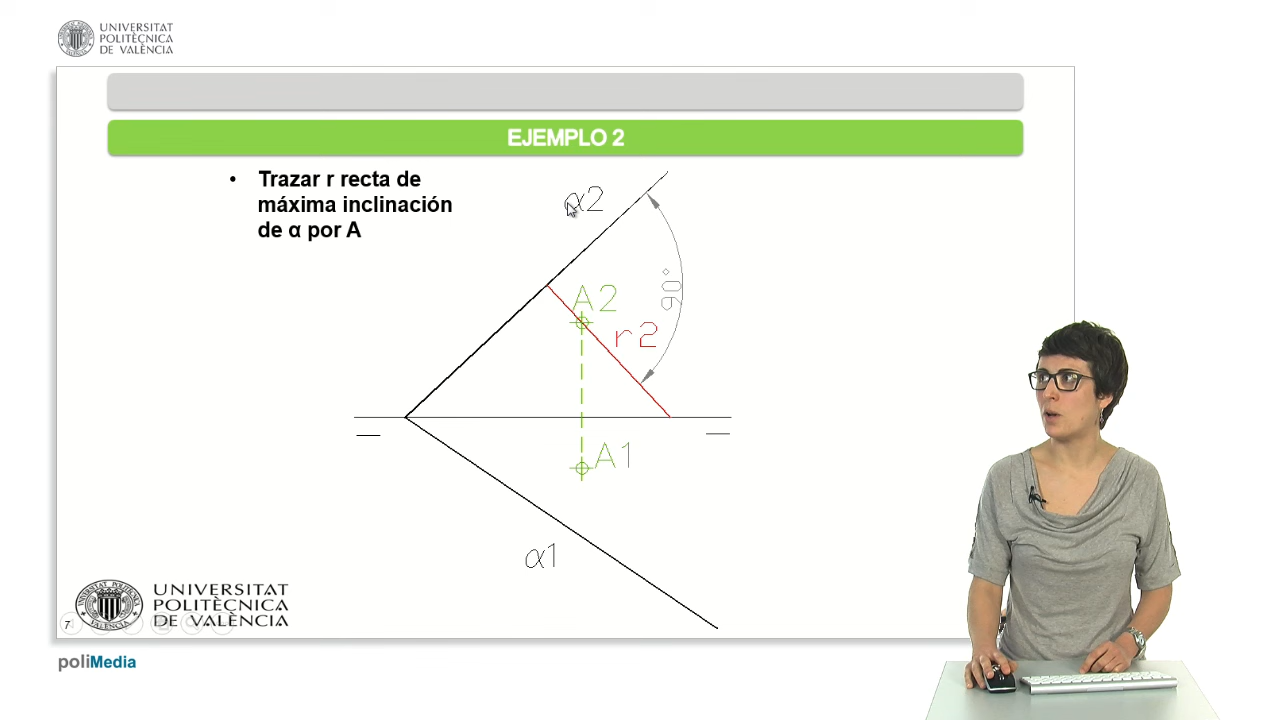 UNIVERSITAT
POLITÈCNICA
DE VALÈNCIA
EJEMPLO 2
• Trazar r recta de
máxima inclinación
de α por A
α2
90°
A2
r2
A1
α1
UNIVERSITAT
POLITÈCNICA
DE VALÈNCIA
7
poliMedia